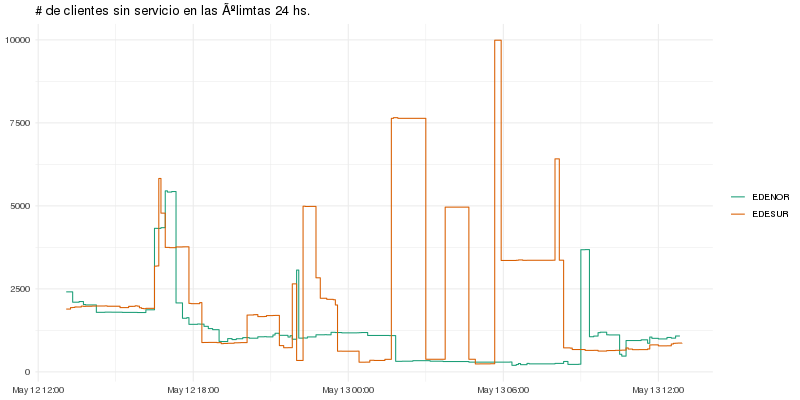 # de clientes sin servicio en las Ãºlimtas 24 hs.
10000
7500
5000
2500
0
May 12 12:00
May 12 18:00
May 13 00:00
May 13 06:00
May 13 12:00
EDENOR
EDESUR